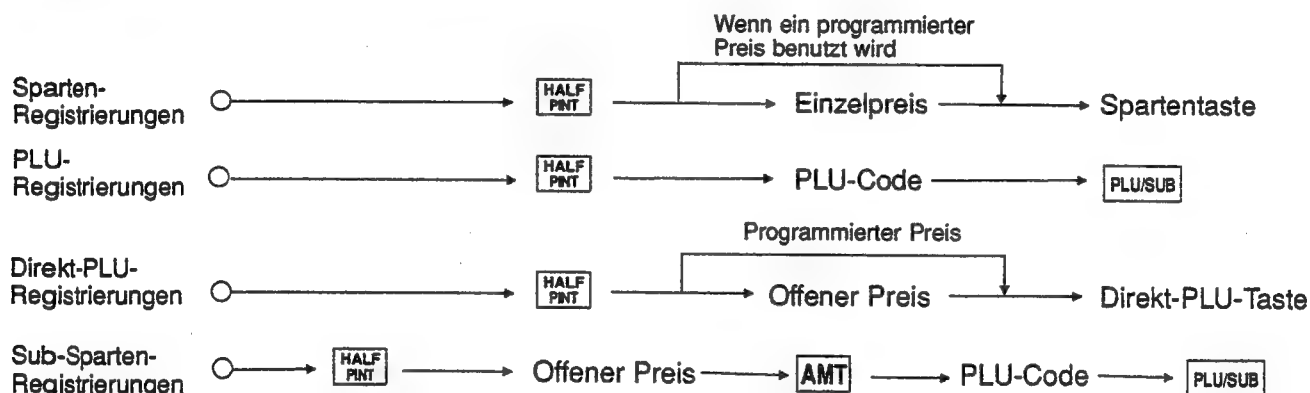 Wenn ein programmierter
Preis benutzt wird
Sparten-
Registrierungen
HALF
PINT
Einzelpreis
Spartentaste
PLU-
Registrierungen
HALF
PINT
PLU-Code
PLU/SUB
Programmierter Preis
Direkt-PLU-
Registrierungen
HALF
PINT
Offener Preis
Direkt-PLU-Taste
Sub-Sparten-
Registrierungen
HALF
PINT
Offener Preis
AMT
PLU-Code
PLU/SUB